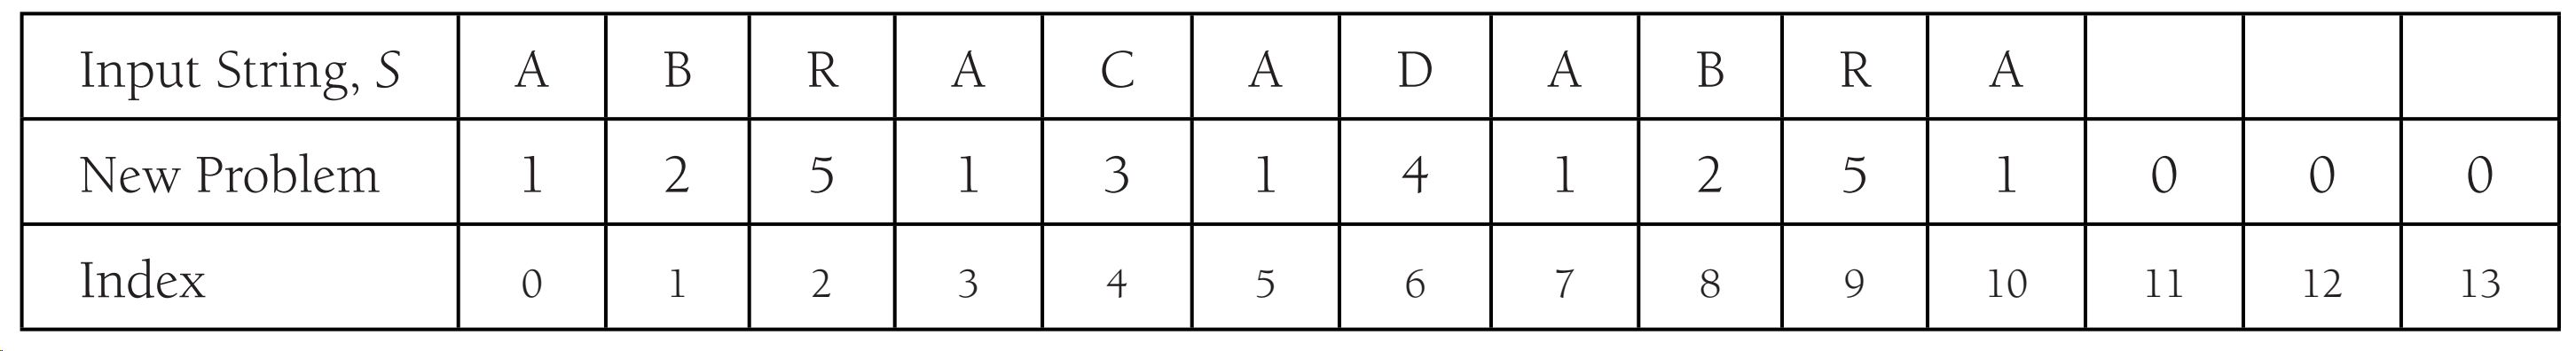 Input String, S A B R A C A D A B R A
New Problem 1 2 5 1 3 1 4 1 2 5 1 0 0 0
Index 0 1 2 3 4 5 6 7 8 9 10 11 12 13